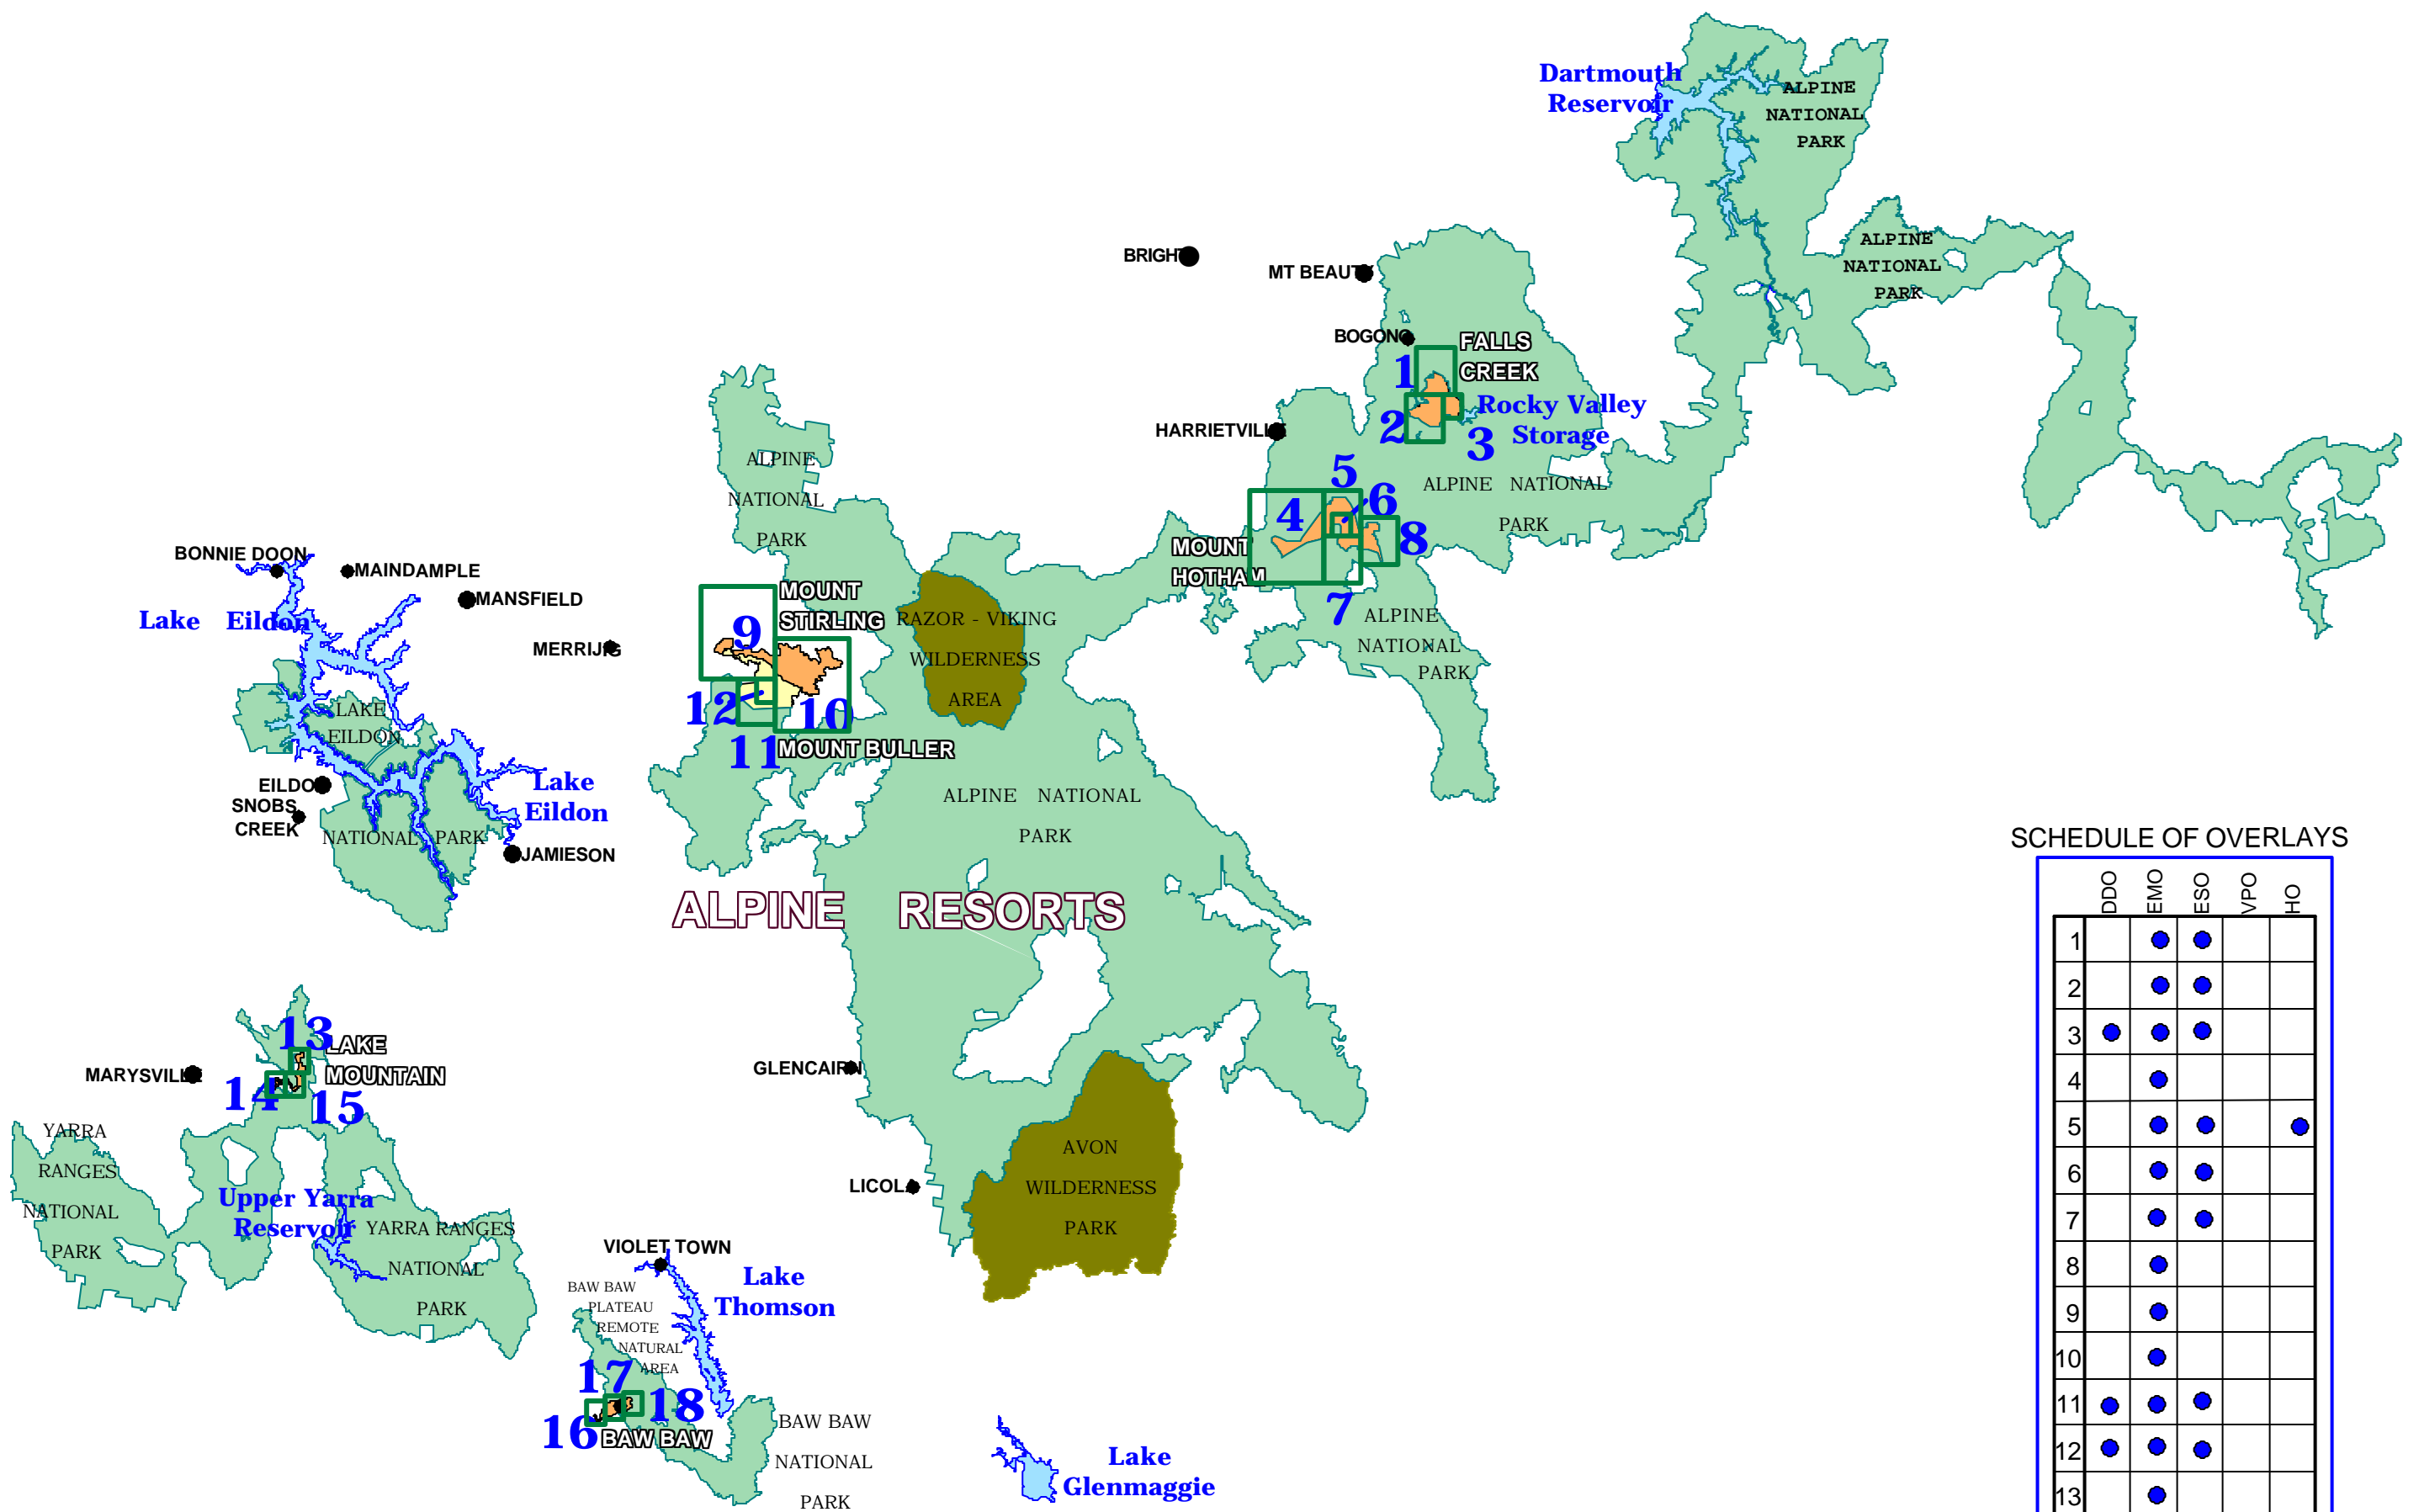 Dartmouth
Reservoir
ALPINE
NATIONAL
PARK
ALPINE
NATIONAL
PARK
BRIGHT
MT BEAUTY
BOGONG
FALLS
CREEK
1
2
3
Rocky Valley
Storage
HARRIETVILLE
ALPINE NATIONAL
PARK
4
5
6
7
8
MOUNT
HOTHAM
ALPINE
NATIONAL
PARK
ALPINE
NATIONAL
PARK
BONNIE DOON
MAINDAMPLE
MANSFIELD
MERRIJIG
Lake Eildon
MOUNT
STIRLING
9
10
11
12
MOUNT BULLER
RAZOR - VIKING
WILDERNESS
AREA
LAKE
EILDON
NATIONAL PARK
EILDON
SNOBS
CREEK
Lake
Eildon
JAMIESON
ALPINE NATIONAL
PARK
ALPINE RESORTS
13
14
15
LAKE
MOUNTAIN
MARYSVILLE
GLENCAIRN
LICOLA
AVON
WILDERNESS
PARK
YARRA
RANGES
NATIONAL
PARK
Upper Yarra
Reservoir
YARRA RANGES
NATIONAL
PARK
VIOLET TOWN
Lake
Thomson
BAW BAW
PLATEAU
REMOTE
NATURAL
AREA
16
17
18
BAW BAW
BAW BAW
NATIONAL
PARK
Lake
Glenmaggie
SCHEDULE OF OVERLAYS
DDO EMO ESO VPO HO
1
2
3
4
5
6
7
8
9
10
11
12
13